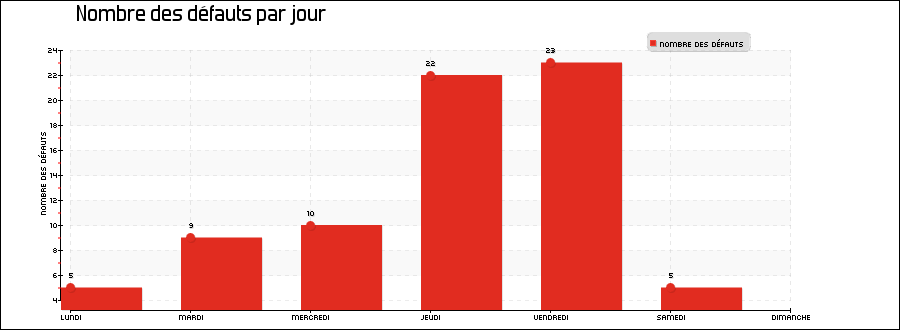 Nombre des défauts par jour
NOMBRE DES DÉFAUTS
NOMBRE DES DÉFAUTS
24
22
20
18
16
14
12
10
8
6
4
5
9
10
22
23
5
LUNDI
MARDI
MERCREDI
JEUDI
VENDREDI
SAMEDI
DIMANCHE